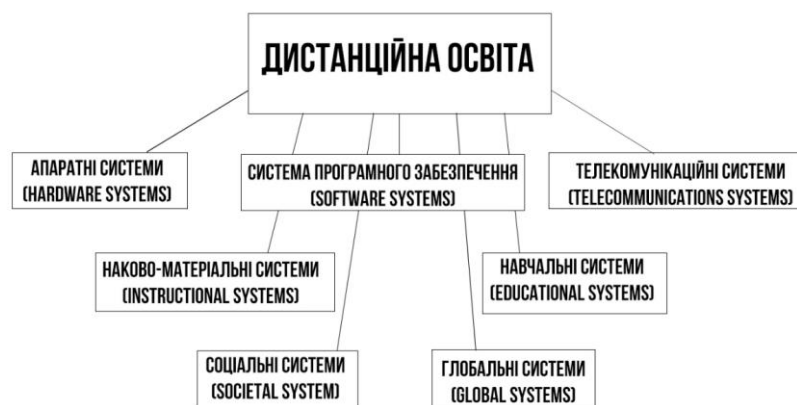 ДИСТАНЦІЙНА ОСВІТА
АПАРАТНІ СИСТЕМИ
(HARDWARE SYSTEMS)
СИСТЕМА ПРОГРАМНОГО ЗАБЕЗПЕЧЕННЯ
(SOFTWARE SYSTEMS)
ТЕЛЕКОМУНІКАЦІЙНІ СИСТЕМИ
(TELECOMMUNICATIONS SYSTEMS)
НАКОВО-МАТЕРІАЛЬНІ СИСТЕМИ
(INSTRUCTIONAL SYSTEMS)
НАВЧАЛЬНІ СИСТЕМИ
(EDUCATIONAL SYSTEMS)
СОЦІАЛЬНІ СИСТЕМИ
(SOCIETAL SYSTEM)
ГЛОБАЛЬНІ СИСТЕМИ
(GLOBAL SYSTEMS)